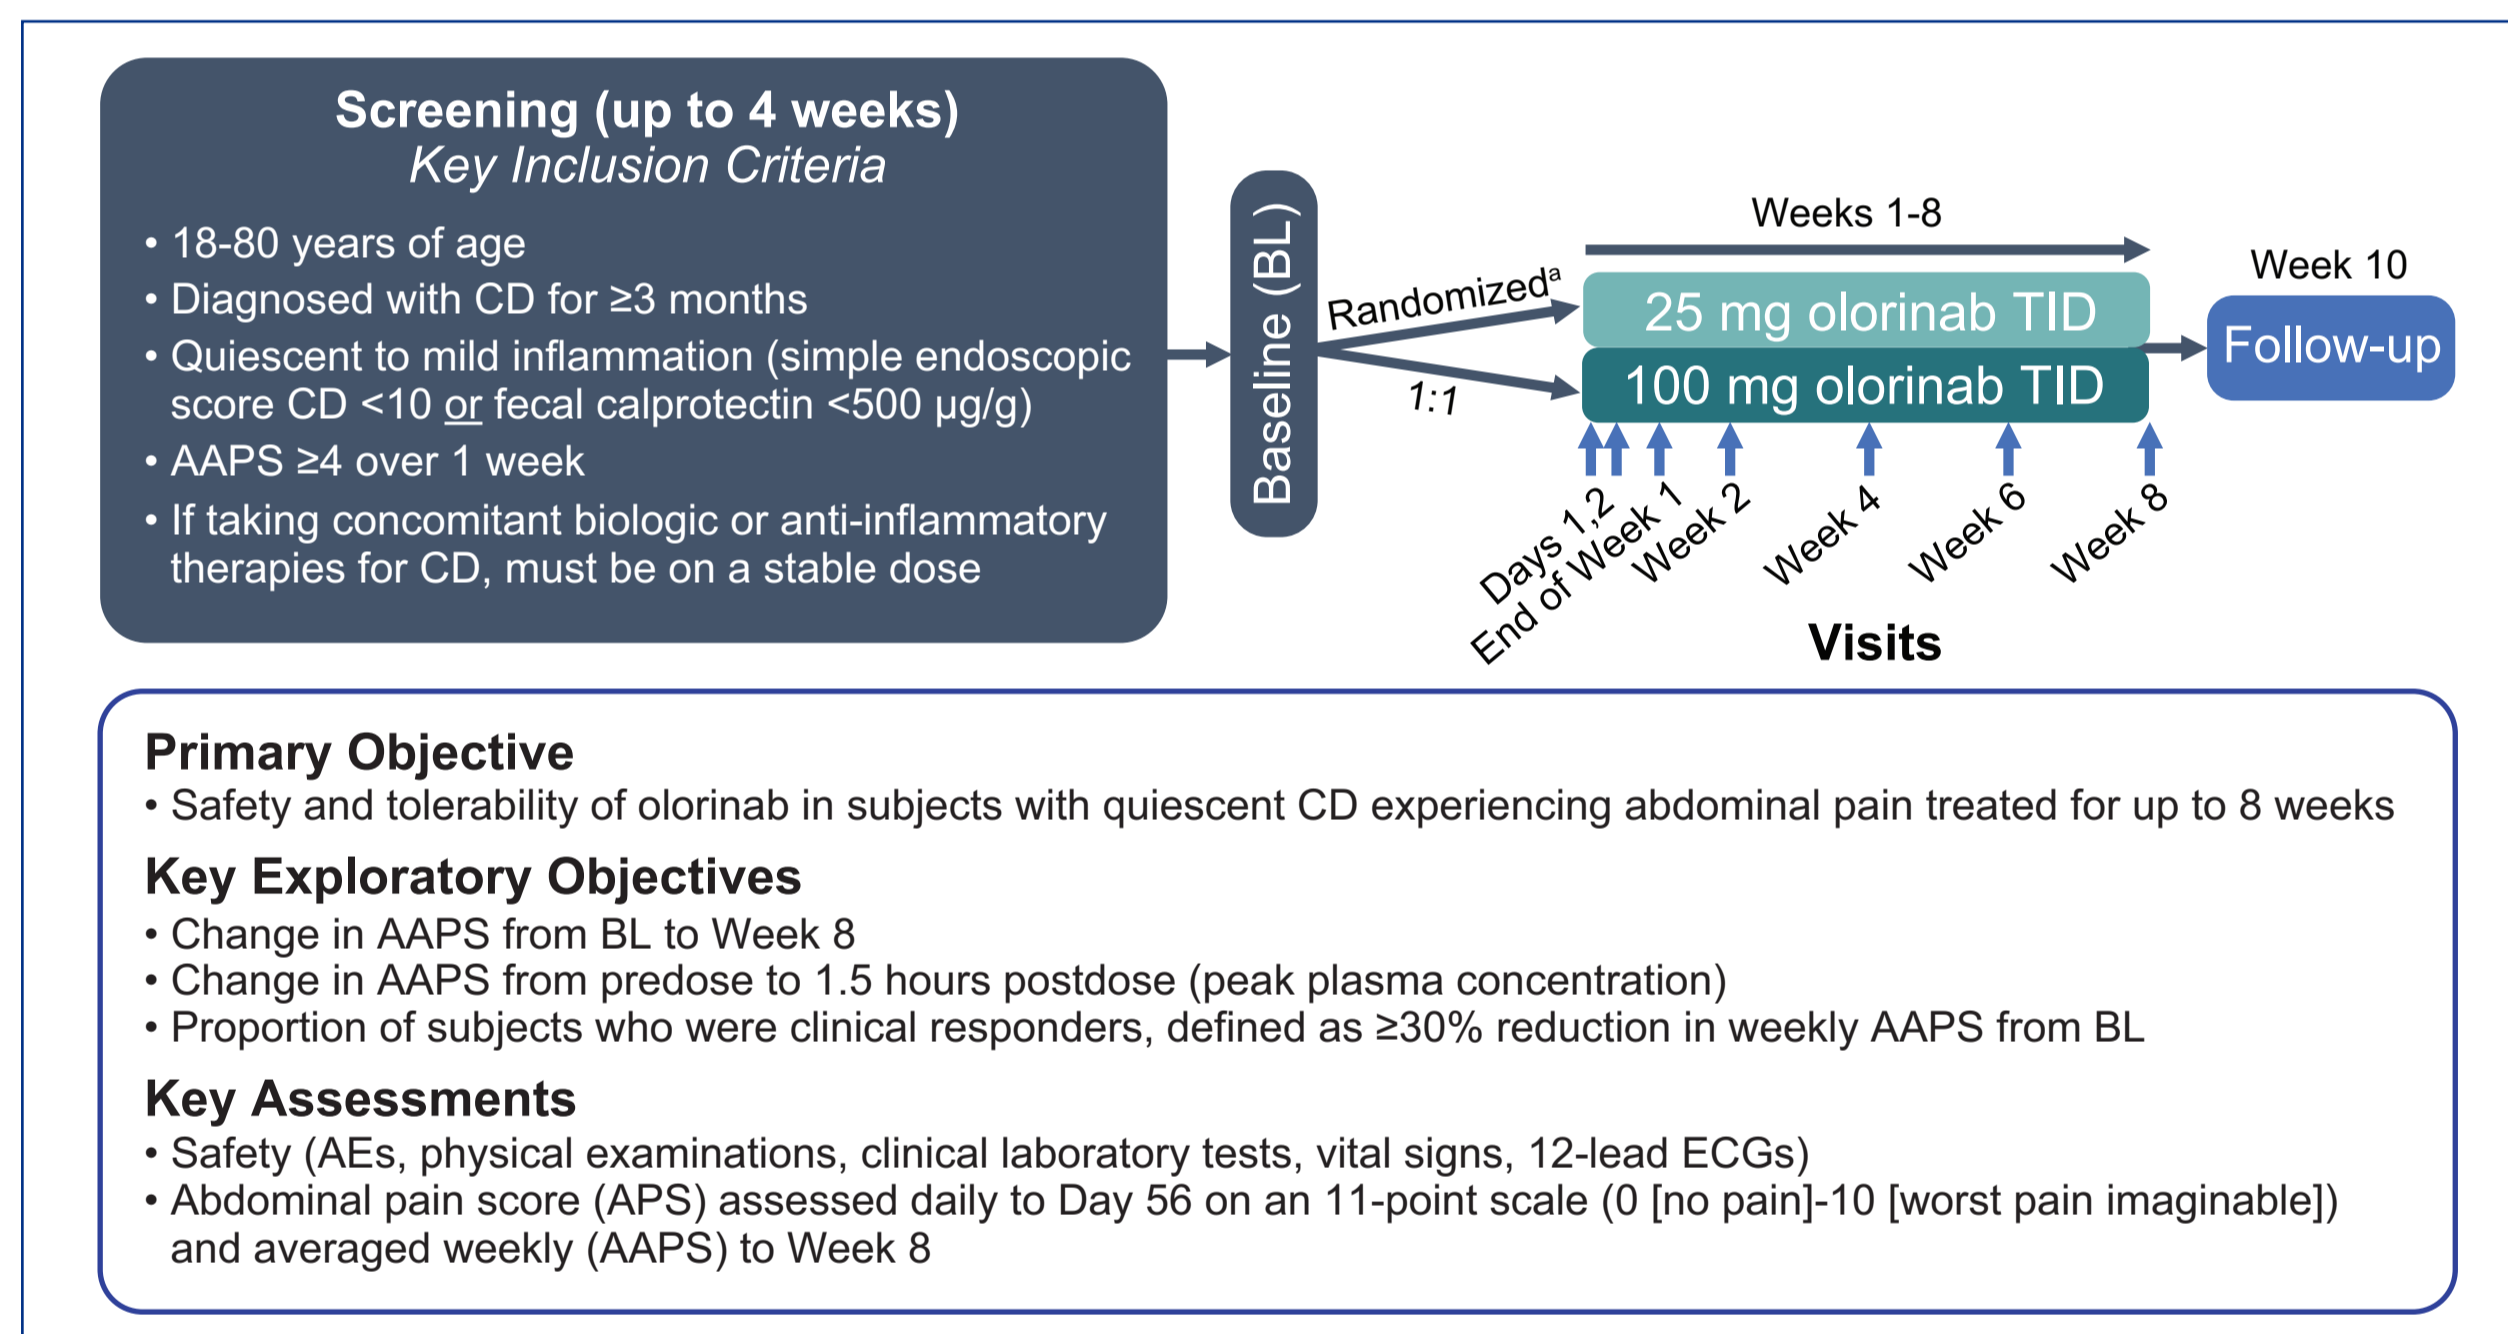 Screening (up to 4 weeks)
Key Inclusion Criteria
• 18-80 years of age
• Diagnosed with CD for ≥3 months
• Quiescent to mild inflammation (simple endoscopic
score CD <10 or fecal calprotectin <500 µg/g)
• AAPS ≥4 over 1 week
• If taking concomitant biologic or anti-inflammatory
therapies for CD, must be on a stable dose
Baseline (BL)
Randomizedᵃ
1:1
Weeks 1-8
25 mg olorinab TID
100 mg olorinab TID
Week 10
Follow-up
Days 1,2
End of Week 1
Week 2
Week 4
Week 6
Week 8
Visits
Primary Objective
• Safety and tolerability of olorinab in subjects with quiescent CD experiencing abdominal pain treated for up to 8 weeks
Key Exploratory Objectives
• Change in AAPS from BL to Week 8
• Change in AAPS from predose to 1.5 hours postdose (peak plasma concentration)
• Proportion of subjects who were clinical responders, defined as ≥30% reduction in weekly AAPS from BL
Key Assessments
• Safety (AEs, physical examinations, clinical laboratory tests, vital signs, 12-lead ECGs)
• Abdominal pain score (APS) assessed daily to Day 56 on an 11-point scale (0 [no pain]-10 [worst pain imaginable])
and averaged weekly (AAPS) to Week 8